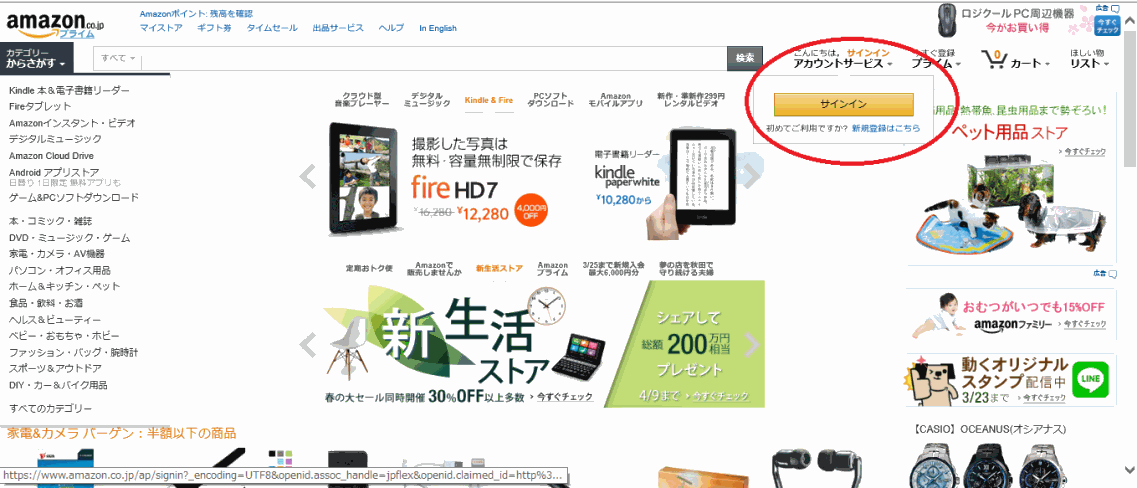 amazon.co.jp
プライム
Amazonポイント: 残高を確認
マイストア ギフト券 タイムセール 出品サービス ヘルプ In English
ロジクール PC周辺機器
今がお買い得
広告
今すぐ
チェック
カテゴリー
からさがす
すべて
検索
こんにちは。サインイン
アカウントサービス
今すぐ登録
プライム
0
カート
ほしい物
リスト
サインイン
初めてご利用ですか? 新規登録はこちら
Kindle 本&電子書籍リーダー
Fireタブレット
Amazonインスタント・ビデオ
デジタルミュージック
Amazon Cloud Drive
Android アプリストア
日替り 1日限定 無料アプリも
ゲーム&PCソフトダウンロード
本・コミック・雑誌
DVD・ミュージック・ゲーム
家電・カメラ・AV機器
パソコン・オフィス用品
ホーム&キッチン・ペット
食品・飲料・お酒
ヘルス&ビューティー
ベビー・おもちゃ・ホビー
ファッション・バッグ・腕時計
スポーツ&アウトドア
DIY・カー&バイク用品
すべてのカテゴリー
クラウド型
音楽プレーヤー
デジタル
ミュージック
Kindle & Fire
PCソフト
ダウンロード
Amazon
モバイルアプリ
新作・準新作299円
レンタルビデオ
撮影した写真は
無料・容量無制限で保存
fire HD7
¥16,280 ¥12,280
4,000円
OFF
電子書籍リーダー
kindle
paperwhite
¥10,280から
用品, 熱帯魚, 昆虫用品まで勢ぞろい!
ペット用品ストア
› 今すぐチェック
広告
定期おトク便
Amazonで
販売しませんか
新生活ストア
Amazon
プライム
3/25まで新規入会
最大6,000円分
夢の店を秋田で
守り続ける夫婦
新生活
ストア
春の大セール同時開催 30%OFF以上多数 › 今すぐチェック
シェアして
総額 200 万円相当
プレゼント
4/9まで › 今すぐチェック
おむつがいつでも15%OFF
amazonファミリー › 今すぐチェック
動くオリジナル
スタンプ配信中
3/23まで › 今すぐチェック
LINE
【CASIO】OCEANUS(オシアナス)
家電&カメラ バーゲン：半額以下の商品
https://www.amazon.co.jp/ap/signin?_encoding=UTF8&openid.assoc_handle=jpflex&openid.claimed_id=http%3...